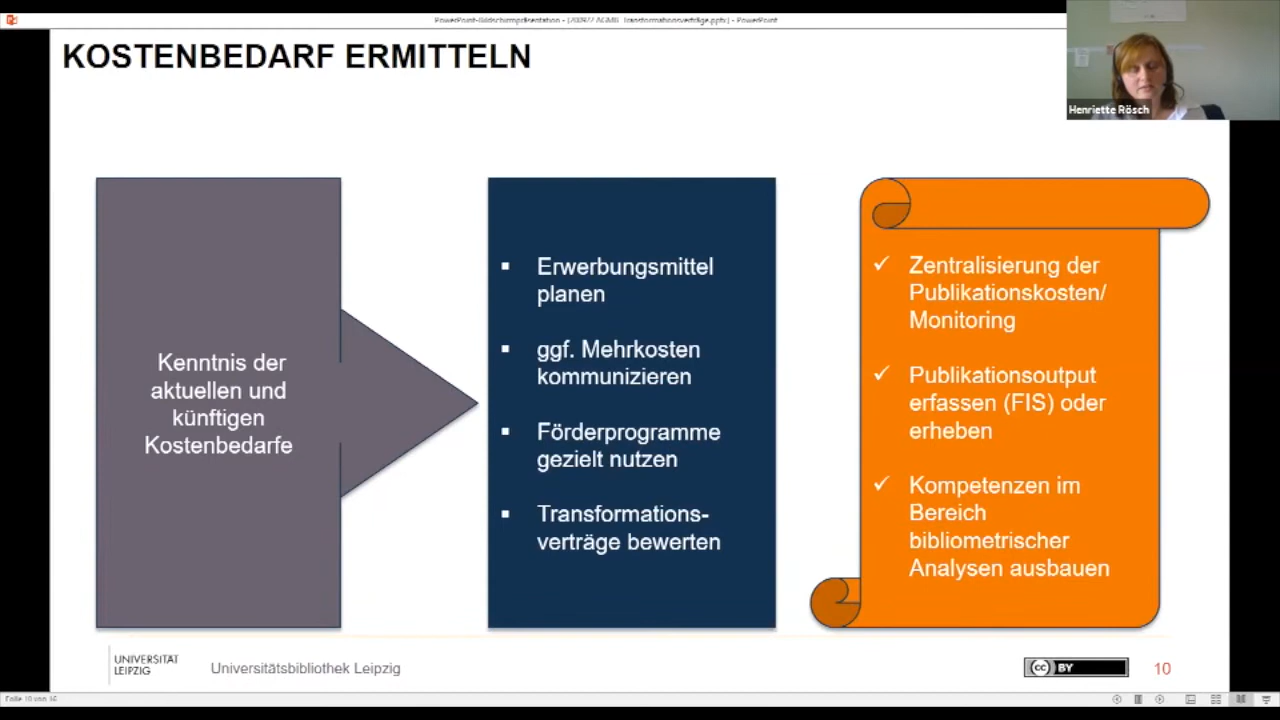 KOSTENBEDARF ERMITTELN
Henriette Rösch
Kenntnis der
aktuellen und
künftigen
Kostenbedarfe
▪ Erwerbungsmittel
planen
▪ ggf. Mehrkosten
kommunizieren
▪ Förderprogramme
gezielt nutzen
▪ Transformations-
verträge bewerten
✓ Zentralisierung der
Publikationskosten/
Monitoring
✓ Publikationsoutput
erfassen (FIS) oder
erheben
✓ Kompetenzen im
Bereich
bibliometrischer
Analysen ausbauen
UNIVERSITÄT
LEIPZIG
Universitätsbibliothek Leipzig
cc BY
10